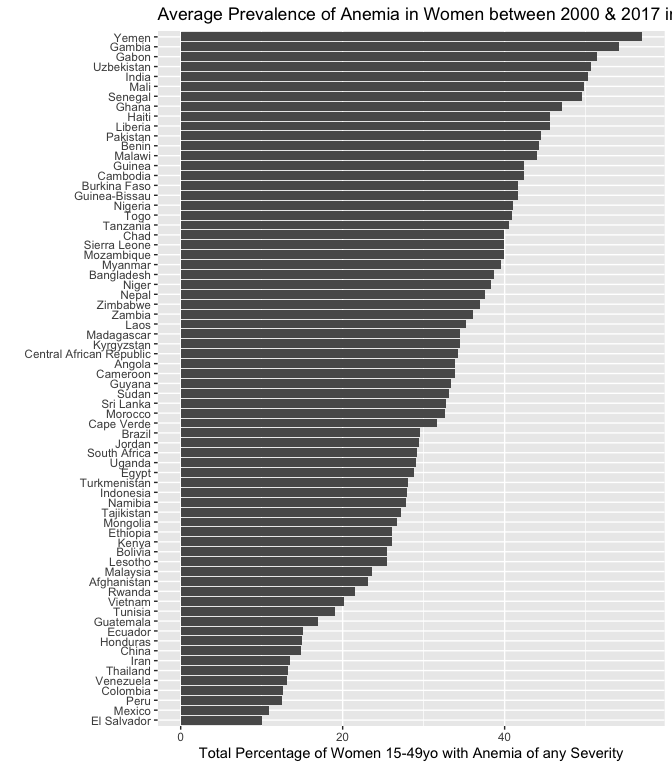 Average Prevalence of Anemia in Women between 2000 & 2017 i
Yemen
Gambia
Gabon
Uzbekistan
India
Mali
Senegal
Ghana
Haiti
Liberia
Pakistan
Benin
Malawi
Guinea
Cambodia
Burkina Faso
Guinea-Bissau
Nigeria
Togo
Tanzania
Chad
Sierra Leone
Mozambique
Myanmar
Bangladesh
Niger
Nepal
Zimbabwe
Zambia
Laos
Madagascar
Kyrgyzstan
Central African Republic
Angola
Cameroon
Guyana
Sudan
Sri Lanka
Morocco
Cape Verde
Brazil
Jordan
South Africa
Uganda
Egypt
Turkmenistan
Indonesia
Namibia
Tajikistan
Mongolia
Ethiopia
Kenya
Bolivia
Lesotho
Malaysia
Afghanistan
Rwanda
Vietnam
Tunisia
Guatemala
Ecuador
Honduras
China
Iran
Thailand
Venezuela
Colombia
Peru
Mexico
El Salvador
0 20 40
Total Percentage of Women 15-49yo with Anemia of any Severity